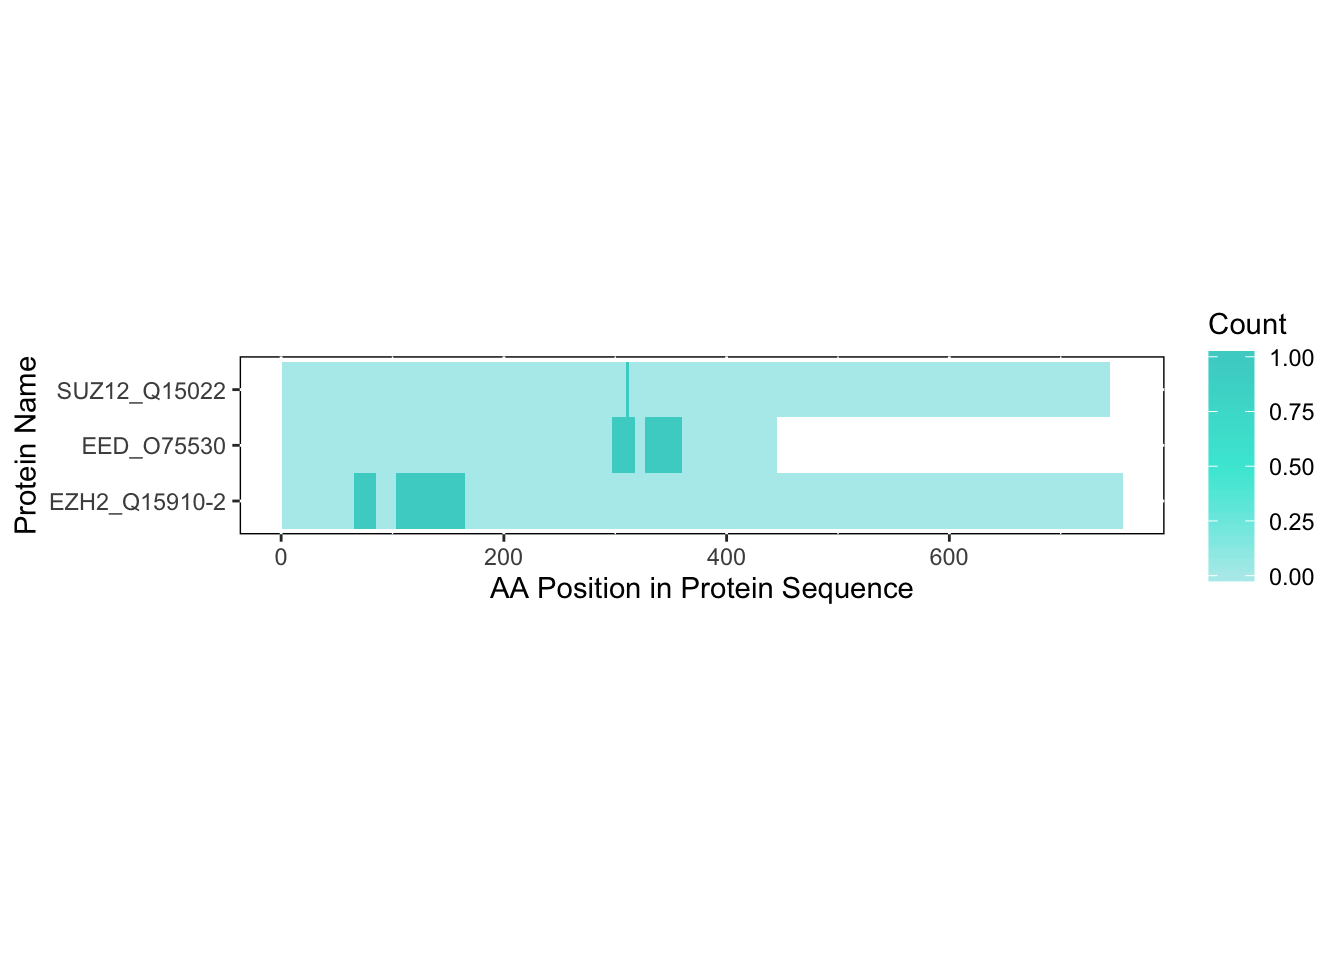 Count
1.00
0.75
0.50
0.25
0.00
Protein Name
SUZ12_Q15022
EED_O75530
EZH2_Q15910-2
0 200 400 600
AA Position in Protein Sequence